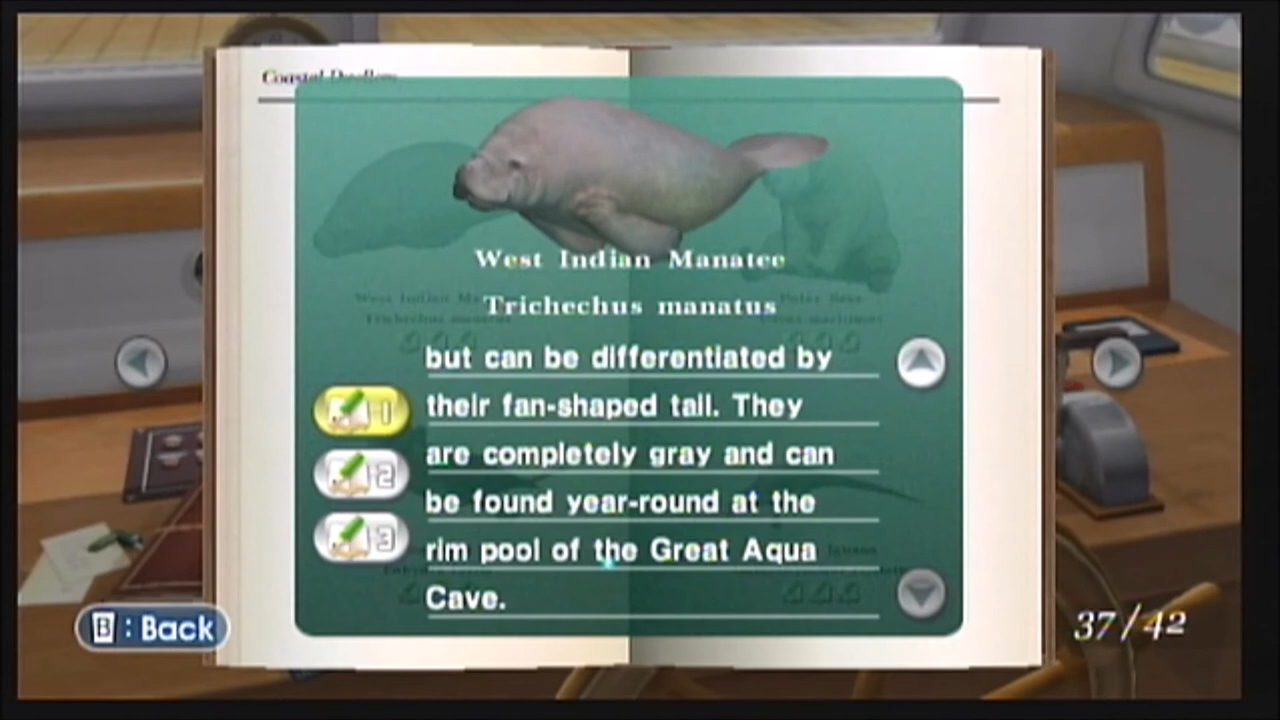 Coastal Dwellers
West Indian Manatee
Trichechus manatus
but can be differentiated by
their fan-shaped tail. They
are completely gray and can
be found year-round at the
rim pool of the Great Aqua
Cave.
1
2
3
B : Back
37/42